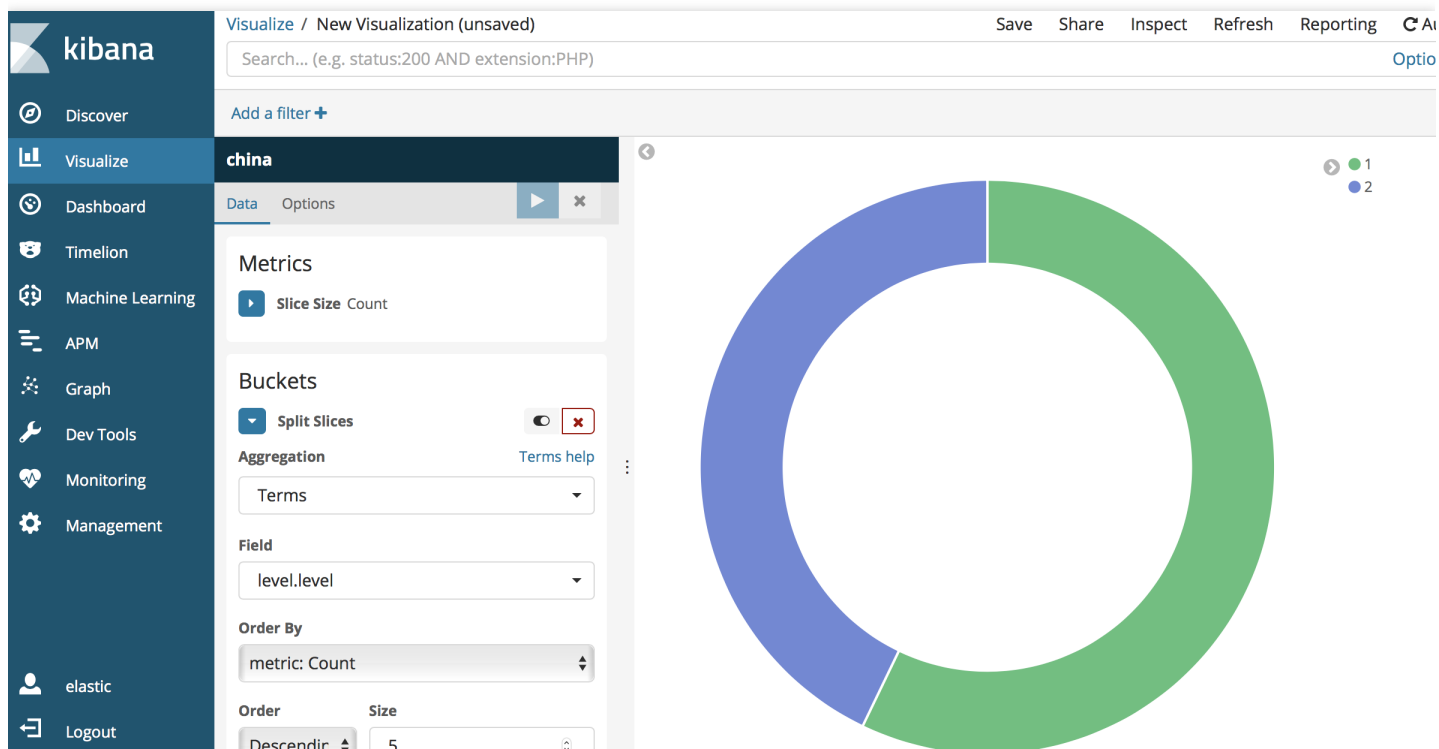 kibana
Discover
Visualize
Dashboard
Timelion
Machine Learning
APM
Graph
Dev Tools
Monitoring
Management
elastic
Logout
Visualize / New Visualization (unsaved)
Save Share Inspect Refresh Reporting
Search... (e.g. status:200 AND extension:PHP)
Add a filter +
china
Data Options
Metrics
Slice Size Count
Buckets
Split Slices
Aggregation Terms help
Terms
Field
level.level
Order By
metric: Count
Order Size
5
1
2